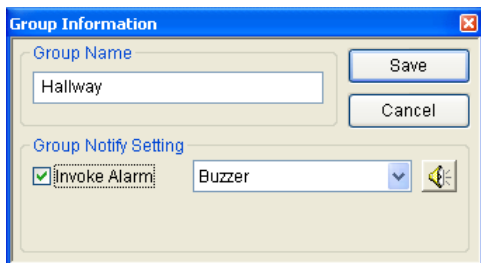 Group Information
Group Name
Hallway
Save
Cancel
Group Notify Setting
Invoke Alarm
Buzzer